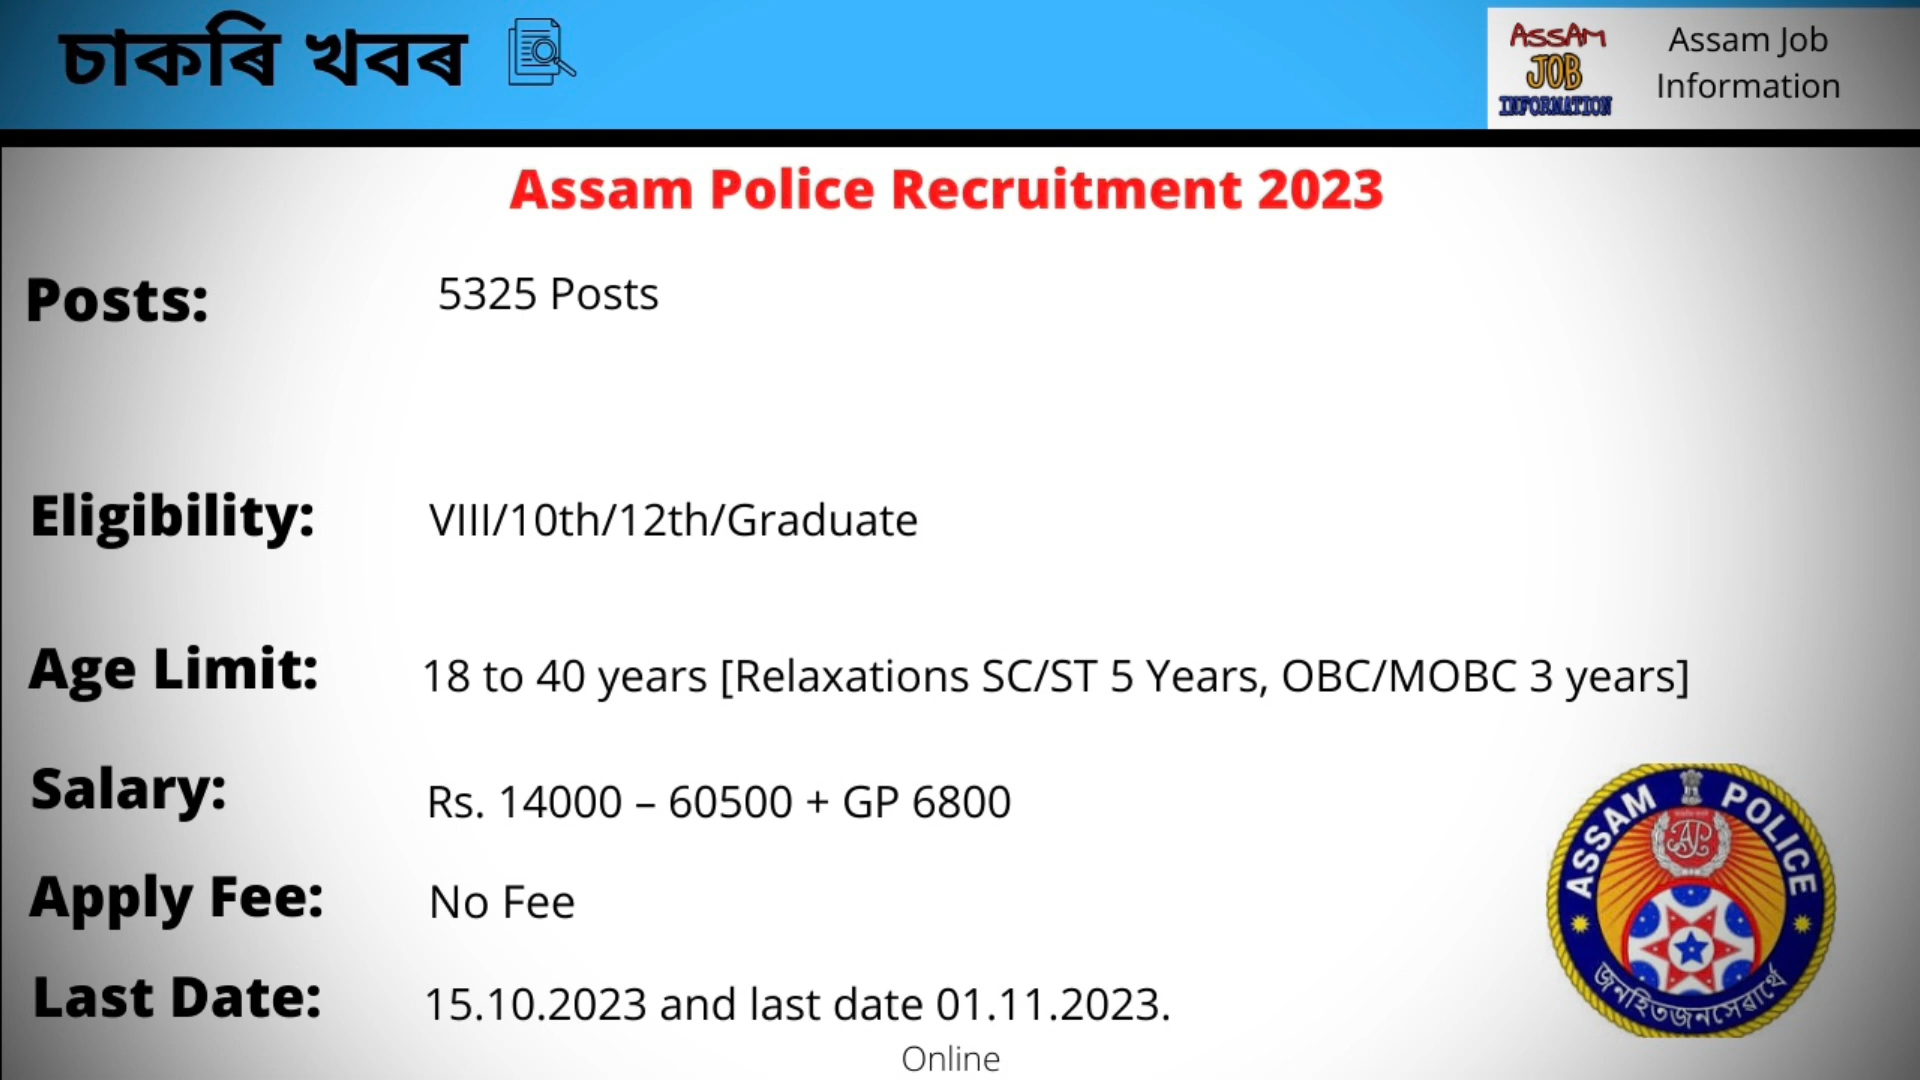 চাকৰি খবৰ
ASSAM
JOB
INFORMATION
Assam Job
Information
Assam Police Recruitment 2023
Posts: 5325 Posts
Eligibility: VIII/10th/12th/Graduate
Age Limit: 18 to 40 years [Relaxations SC/ST 5 Years, OBC/MOBC 3 years]
Salary: Rs. 14000 – 60500 + GP 6800
Apply Fee: No Fee
Last Date: 15.10.2023 and last date 01.11.2023.
Online
ASSAM POLICE
AP
জনহিতজনসেৱাৰ্থে